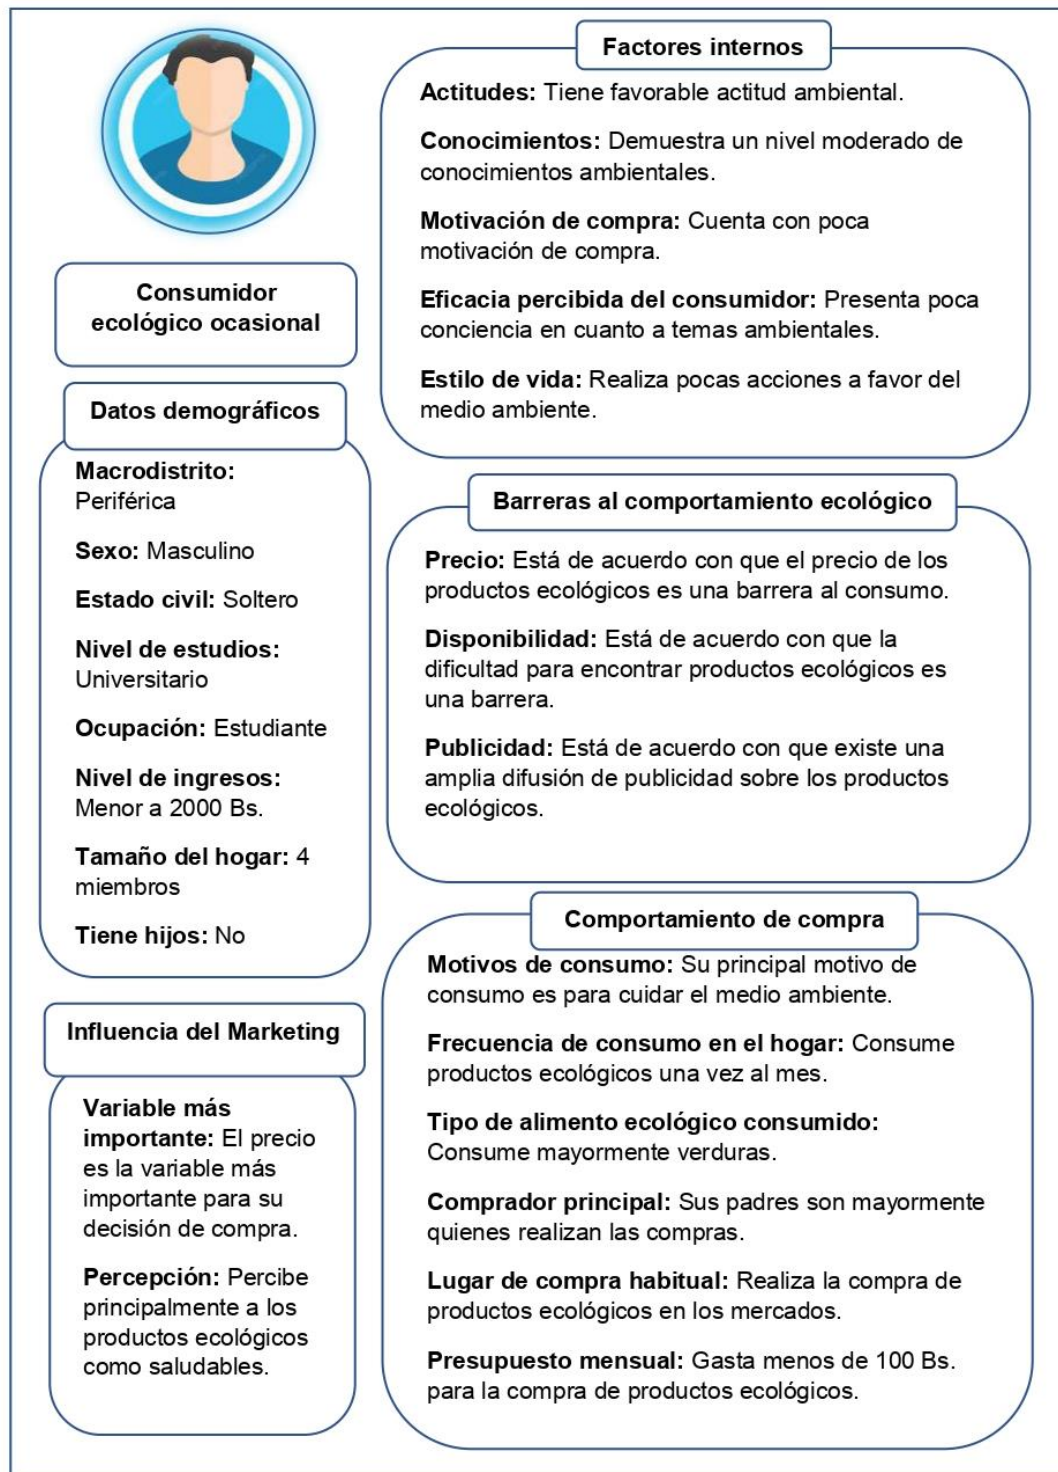 Consumidor
ecológico ocasional
Datos demográficos
Macrodistrito:
Periférica
Sexo: Masculino
Estado civil: Soltero
Nivel de estudios:
Universitario
Ocupación: Estudiante
Nivel de ingresos:
Menor a 2000 Bs.
Tamaño del hogar: 4
miembros
Tiene hijos: No
Influencia del Marketing
Variable más
importante: El precio
es la variable más
importante para su
decisión de compra.
Percepción: Percibe
principalmente a los
productos ecológicos
como saludables.
Factores internos
Actitudes: Tiene favorable actitud ambiental.
Conocimientos: Demuestra un nivel moderado de
conocimientos ambientales.
Motivación de compra: Cuenta con poca
motivación de compra.
Eficacia percibida del consumidor: Presenta poca
conciencia en cuanto a temas ambientales.
Estilo de vida: Realiza pocas acciones a favor del
medio ambiente.
Barreras al comportamiento ecológico
Precio: Está de acuerdo con que el precio de los
productos ecológicos es una barrera al consumo.
Disponibilidad: Está de acuerdo con que la
dificultad para encontrar productos ecológicos es
una barrera.
Publicidad: Está de acuerdo con que existe una
amplia difusión de publicidad sobre los productos
ecológicos.
Comportamiento de compra
Motivos de consumo: Su principal motivo de
consumo es para cuidar el medio ambiente.
Frecuencia de consumo en el hogar: Consume
productos ecológicos una vez al mes.
Tipo de alimento ecológico consumido:
Consume mayormente verduras.
Comprador principal: Sus padres son mayormente
quienes realizan las compras.
Lugar de compra habitual: Realiza la compra de
productos ecológicos en los mercados.
Presupuesto mensual: Gasta menos de 100 Bs.
para la compra de productos ecológicos.